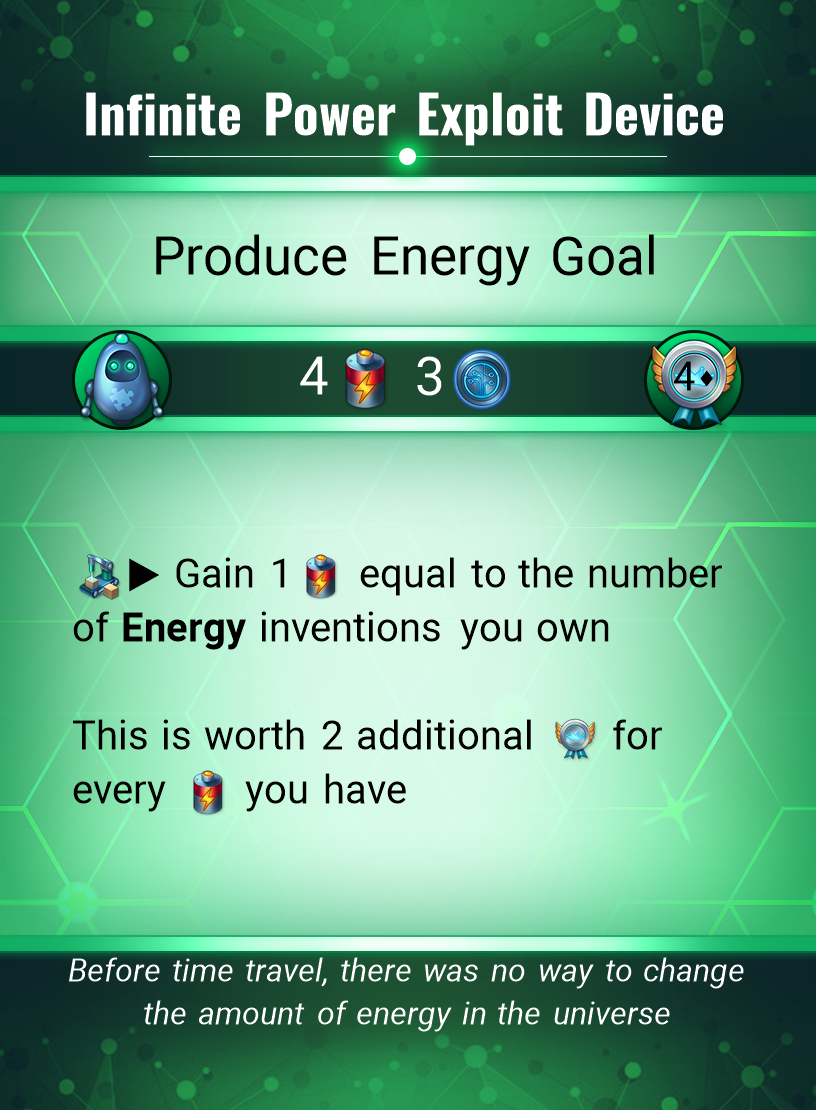 Infinite Power Exploit Device
Produce Energy Goal
4 3 4♦
▶ Gain 1 equal to the number
of Energy inventions you own
This is worth 2 additional for
every you have
Before time travel, there was no way to change
the amount of energy in the universe